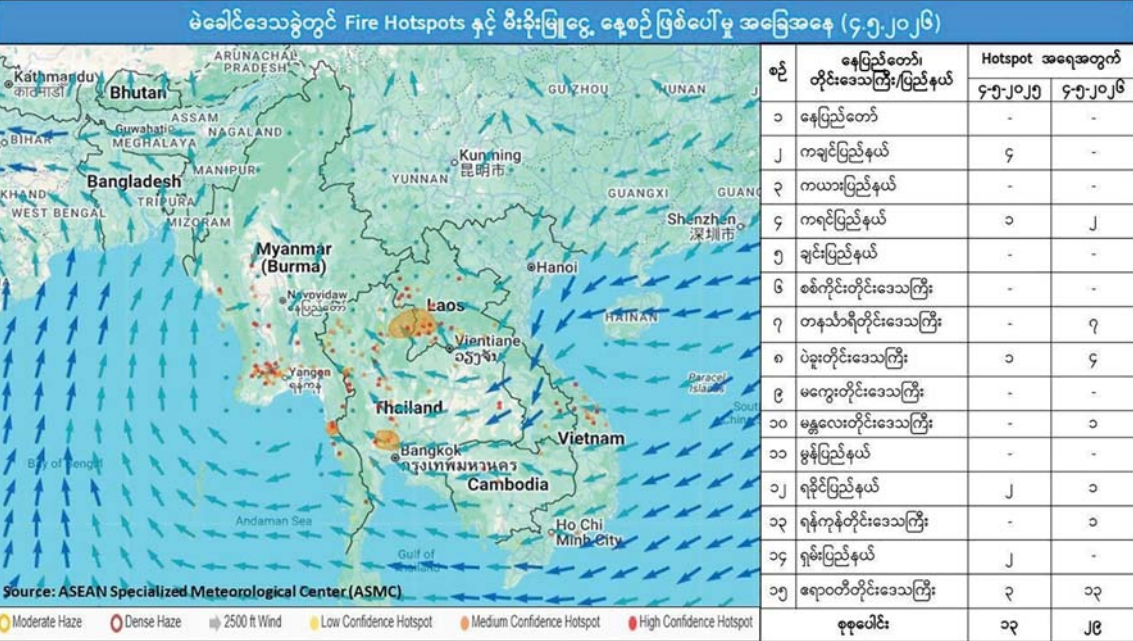 မဲခေါင်ဒေသခွဲတွင် Fire Hotspots နှင့် မီးခိုးမြူငွေ့ နေ့စဉ်ဖြစ်ပေါ်မှု အခြေအနေ (၄.၅.၂၀၂၆)
ARUNACHAL
PRADESH
Kathmandu
काठमाडौं
Bhutan
GUIZHOU
HUNAN
ASSAM
Guwahati
NAGALAND
BIHAR
MEGHALAYA
Kunming
昆明市
MANIPUR
YUNNAN
Bangladesh
KHAND
TRIPURA
GUANGXI
GUANG
WEST BENGAL
MIZORAM
Shenzhen
深圳市
Myanmar
(Burma)
Hanoi
နေပြည်တော်
Laos
HAINAN
Vientiane
ວຽງຈັນ
Yangon
ရန်ကုန်
Paracel
Islands
Thailand
South
China
Vietnam
Bangkok
กรุงเทพมหานคร
Bay of Bengal
Cambodia
Andaman Sea
Ho Chi
Minh City
Gulf of
Thailand
Source: ASEAN Specialized Meteorological Center (ASMC)
Moderate Haze Dense Haze 2500 ft Wind Low Confidence Hotspot Medium Confidence Hotspot High Confidence Hotspot
စဉ် နေပြည်တော်၊ တိုင်းဒေသကြီး/ပြည်နယ် Hotspot အရေအတွက်
၄-၅-၂၀၂၅ ၄-၅-၂၀၂၆
၁ နေပြည်တော် - -
၂ ကချင်ပြည်နယ် ၄ -
၃ ကယားပြည်နယ် - -
၄ ကရင်ပြည်နယ် ၁ ၂
၅ ချင်းပြည်နယ် - -
၆ စစ်ကိုင်းတိုင်းဒေသကြီး - -
၇ တနင်္သာရီတိုင်းဒေသကြီး - ၇
၈ ပဲခူးတိုင်းဒေသကြီး ၁ ၄
၉ မကွေးတိုင်းဒေသကြီး - -
၁၀ မန္တလေးတိုင်းဒေသကြီး - ၁
၁၁ မွန်ပြည်နယ် - -
၁၂ ရခိုင်ပြည်နယ် ၂ ၁
၁၃ ရန်ကုန်တိုင်းဒေသကြီး - ၁
၁၄ ရှမ်းပြည်နယ် ၂ -
၁၅ ဧရာဝတီတိုင်းဒေသကြီး ၃ ၁၃
စုစုပေါင်း ၁၃ ၂၉